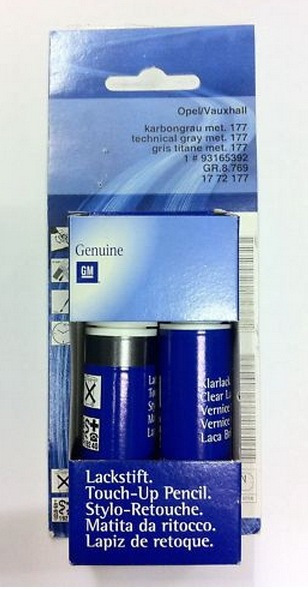 Opel/Vauxhall
karbongrau met. 177
technical gray met. 177
gris titane met. 177
1 # 93165392
GR.8.769
17 72 177
Genuine
GM
Klarlack
Clear La
Vernice
Vernice
Laca B
Lackstift.
Touch-Up Pencil.
Stylo-Retouche.
Matita da ritocco.
Lapiz de retoque.